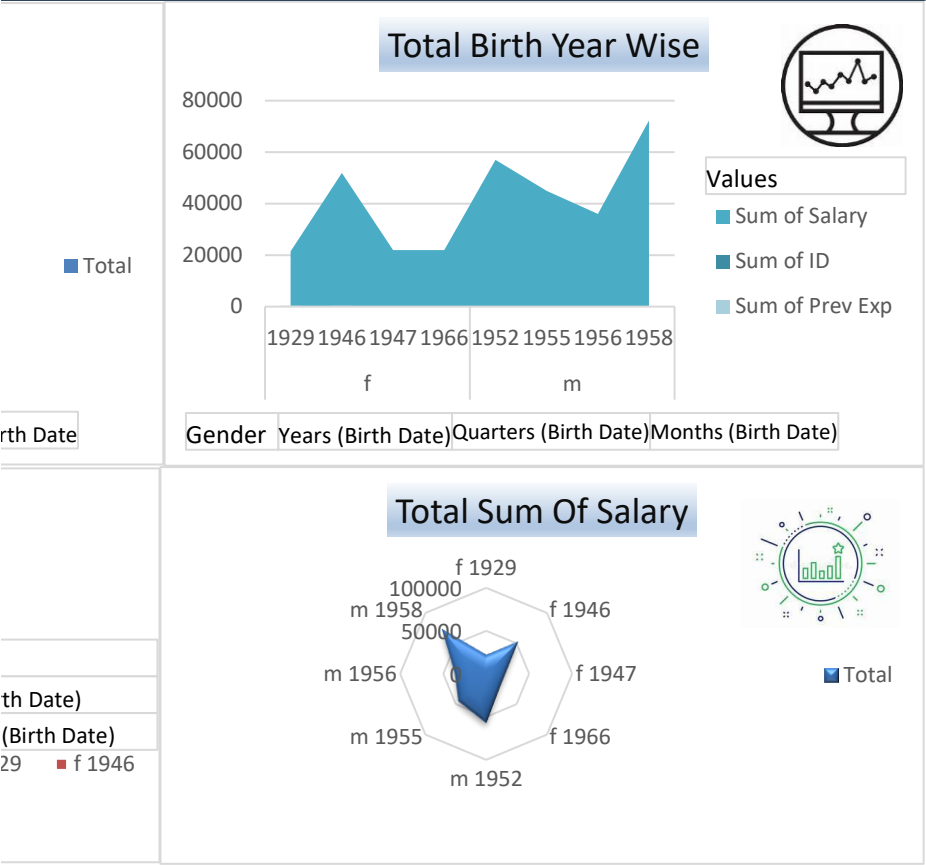 Total Birth Year Wise
80000
60000
40000
20000
0
1929 1946 1947 1966 1952 1955 1956 1958
f m
Values
Sum of Salary
Sum of ID
Sum of Prev Exp
Total
rth Date
Gender Years (Birth Date) Quarters (Birth Date) Months (Birth Date)
Total Sum Of Salary
f 1929
100000
m 1958 f 1946
50000
m 1956 0 f 1947
m 1955 f 1966
m 1952
Total
th Date)
(Birth Date)
29 f 1946